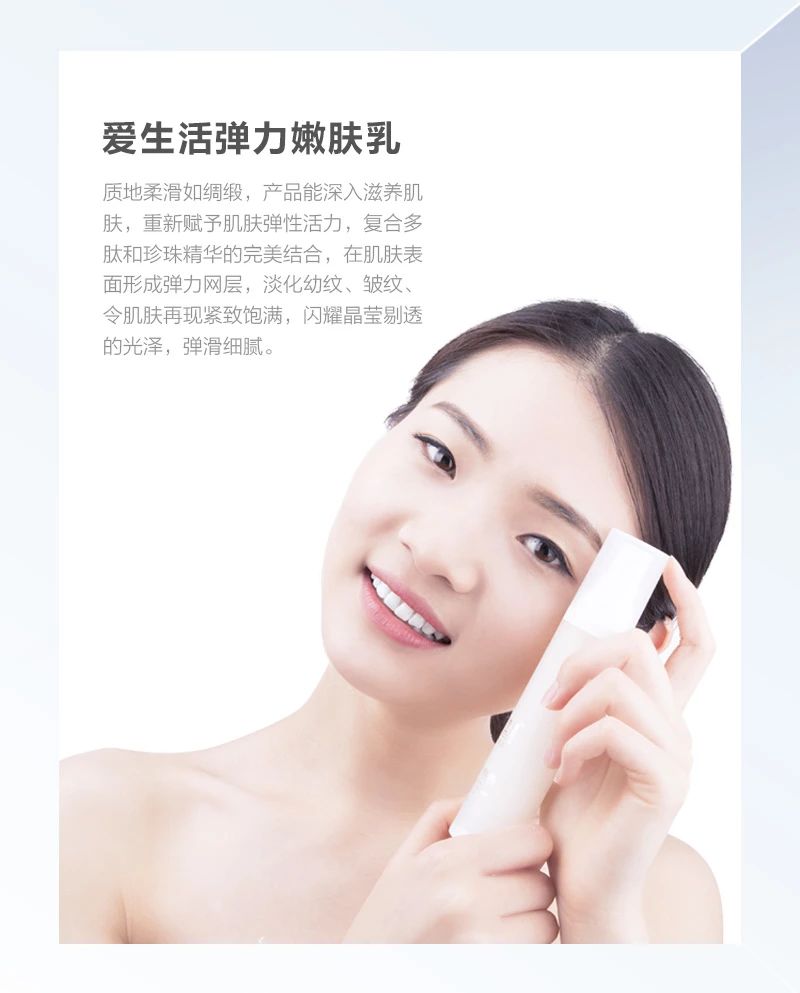 爱生活弹力嫩肤乳
质地柔滑如绸缎，产品能深入滋养肌
肤，重新赋予肌肤弹性活力，复合多
肽和珍珠精华的完美结合，在肌肤表
面形成弹力网层，淡化幼纹、皱纹、
令肌肤再现紧致饱满，闪耀晶莹剔透
的光泽，弹滑细腻。